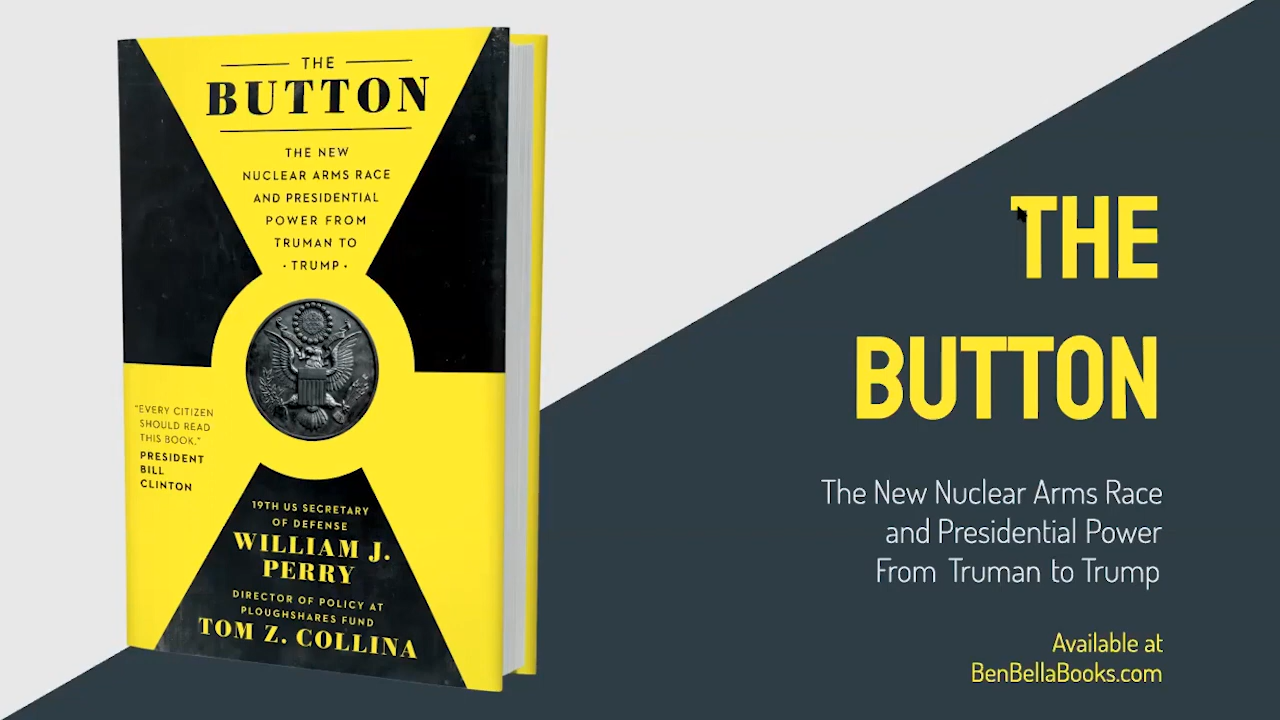 THE
BUTTON
THE NEW
NUCLEAR ARMS RACE
AND PRESIDENTIAL
POWER FROM
TRUMAN TO
· TRUMP ·
"EVERY CITIZEN
SHOULD READ
THIS BOOK."
PRESIDENT
BILL
CLINTON
19TH US SECRETARY
OF DEFENSE
WILLIAM J.
PERRY
DIRECTOR OF POLICY AT
PLOUGHSHARES FUND
TOM Z. COLLINA
THE
BUTTON
The New Nuclear Arms Race
and Presidential Power
From Truman to Trump
Available at
BenBellaBooks.com